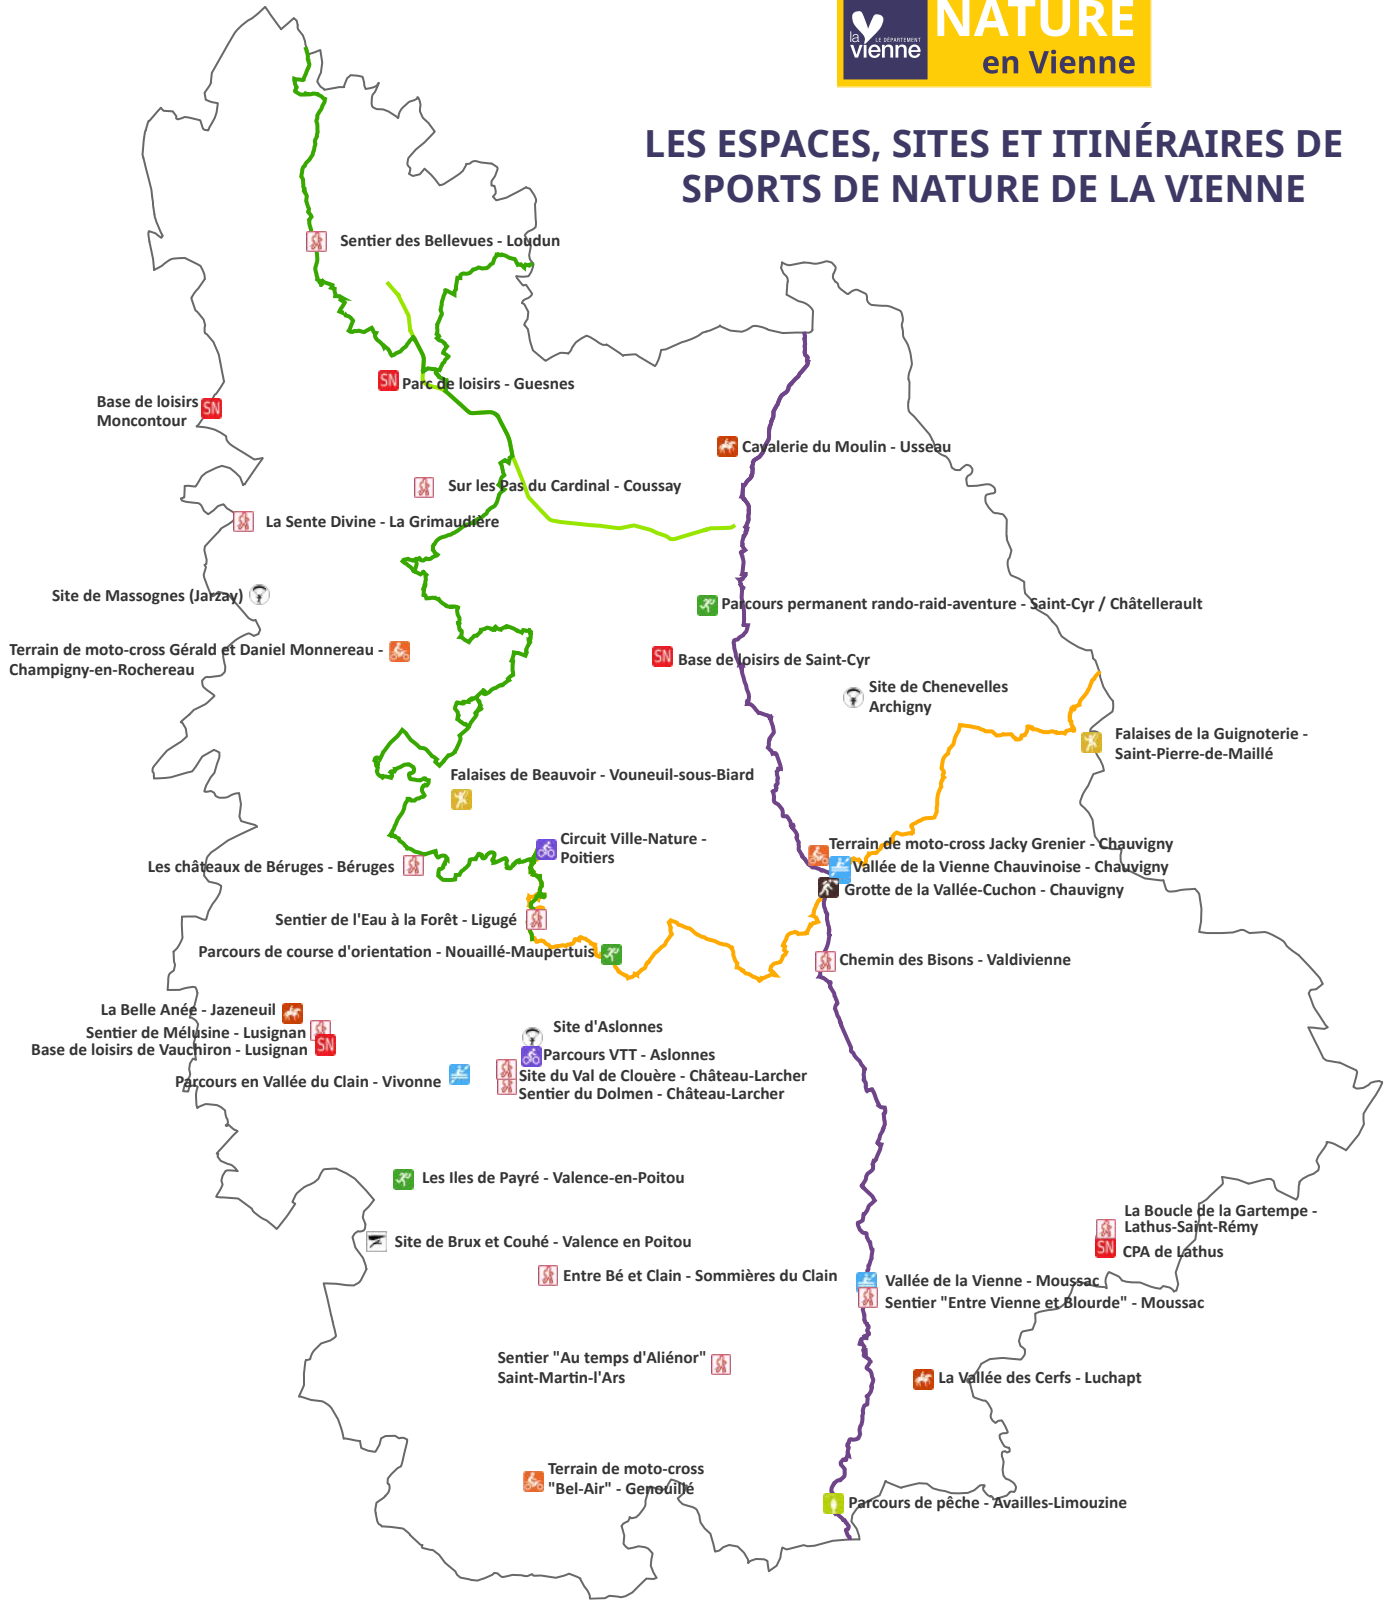 NATURE
la
LE DÉPARTEMENT
vienne
en Vienne
LES ESPACES, SITES ET ITINÉRAIRES DE
SPORTS DE NATURE DE LA VIENNE
Sentier des Bellevues - Loudun
SN
Parc de loisirs - Guesnes
Base de loisirs
Moncontour
SN
Cavalerie du Moulin - Usseau
Sur les Pas du Cardinal - Coussay
La Sente Divine - La Grimaudière
Site de Massognes (Jarzay)
Parcours permanent rando-raid-aventure - Saint-Cyr / Châtellerault
Terrain de moto-cross Gérald et Daniel Monnereau -
Champigny-en-Rochereau
SN
Base de loisirs de Saint-Cyr
Site de Chenevelles
Archigny
Falaises de la Guignoterie -
Saint-Pierre-de-Maillé
Falaises de Beauvoir - Vouneuil-sous-Biard
Circuit Ville-Nature -
Poitiers
Terrain de moto-cross Jacky Grenier - Chauvigny
Les châteaux de Béruges - Béruges
Vallée de la Vienne Chauvinoise - Chauvigny
Grotte de la Vallée-Cuchon - Chauvigny
Sentier de l'Eau à la Forêt - Ligugé
Parcours de course d'orientation - Nouaillé-Maupertuis
Chemin des Bisons - Valdivienne
La Belle Anée - Jazeneuil
Sentier de Mélusine - Lusignan
Base de loisirs de Vauchiron - Lusignan
SN
Site d'Aslonnes
Parcours VTT - Aslonnes
Site du Val de Clouère - Château-Larcher
Parcours en Vallée du Clain - Vivonne
Sentier du Dolmen - Château-Larcher
Les Iles de Payré - Valence-en-Poitou
La Boucle de la Gartempe -
Lathus-Saint-Rémy
Site de Brux et Couhé - Valence en Poitou
SN
CPA de Lathus
Entre Bé et Clain - Sommières du Clain
Vallée de la Vienne - Moussac
Sentier "Entre Vienne et Blourde" - Moussac
Sentier "Au temps d'Aliénor"
Saint-Martin-l'Ars
La Vallée des Cerfs - Luchapt
Terrain de moto-cross
"Bel-Air" - Genouillé
Parcours de pêche - Availles-Limouzine